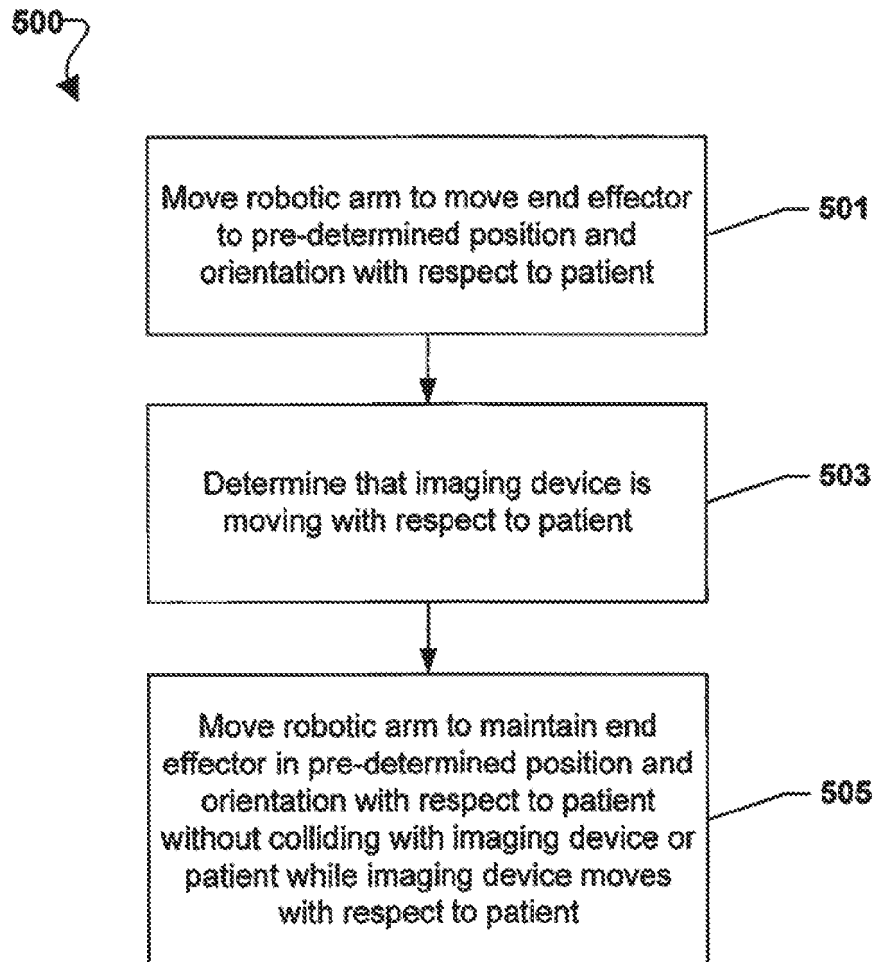 500
Move robotic arm to move end effector
to pre-determined position and
orientation with respect to patient
501
Determine that imaging device is
moving with respect to patient
503
Move robotic arm to maintain end
effector in pre-determined position and
orientation with respect to patient
without colliding with imaging device or
patient while imaging device moves
with respect to patient
505